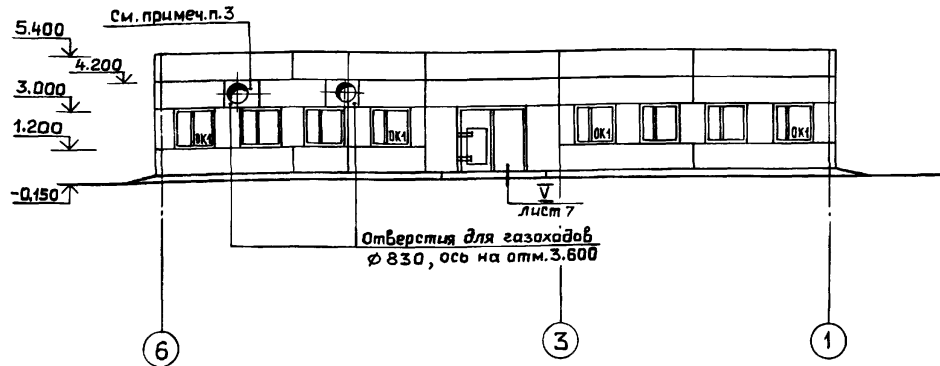 См. примеч.п.3
5.400
4.200
3.000
1.200
-0,150
ОК1
ОК1
ОК1
ОК1
V
лист 7
Отверстия для газоходов
Ø 830, ось на отм.3.600
6
3
1